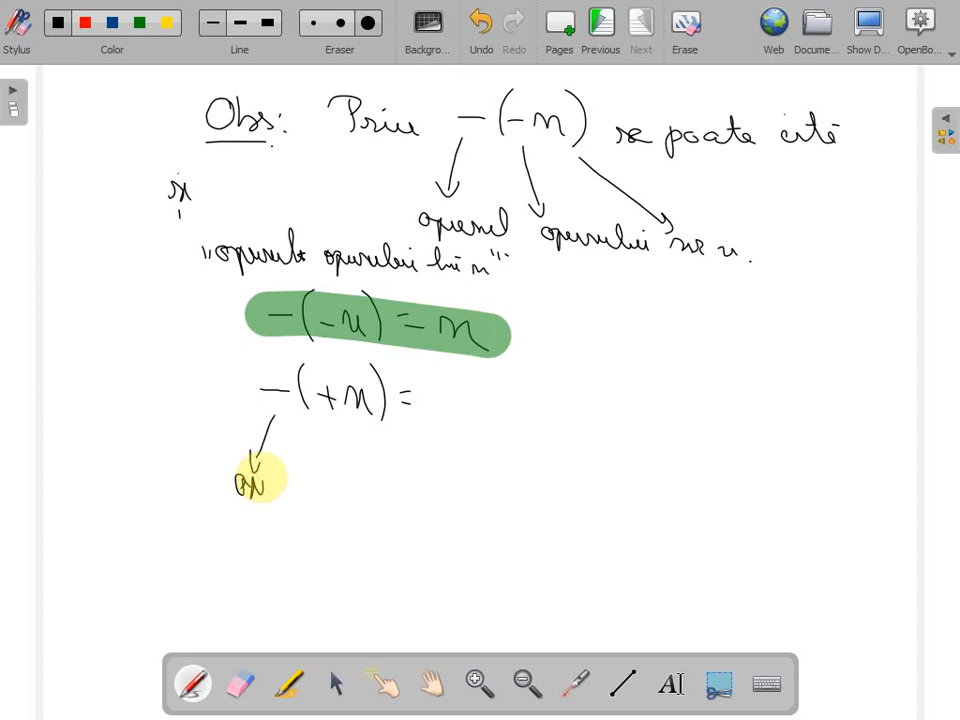 Stylus Color Line Eraser Backgro... Undo Redo Pages Previous Next Erase Web Docume... Show D... OpenBo...
Obs: Prin -(-n) se poate citi
și
opusul opusului lui n.
„opusul opusului lui n".
-(-n) = n
-(+n) =
op